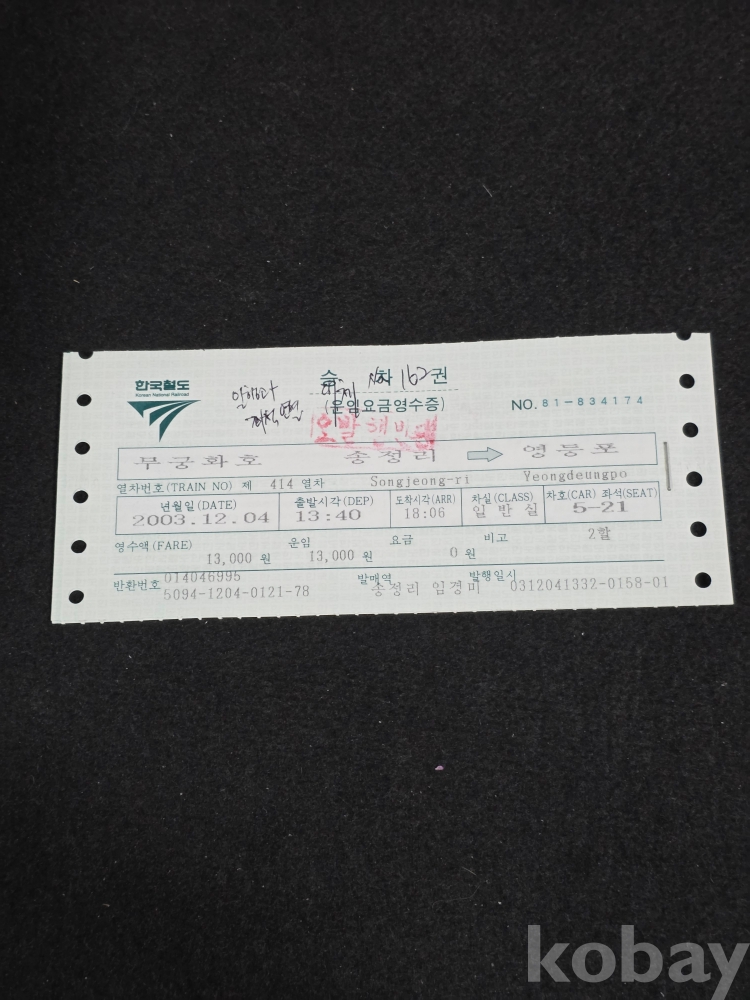 한국철도
Korean National Railroad
승 차 권
162
(운임요금영수증)
NO. 81-834174
무궁화호 송정리 ⇨ 영등포
열차번호(TRAIN NO) 제 414 열차 Songjeong-ri Yeongdeungpo
년월일(DATE) 출발시각(DEP) 도착시각(ARR) 차실(CLASS) 차호(CAR) 좌석(SEAT)
2003.12.04 13:40 18:06 일 반 실 5-21
영수액(FARE) 운임 요금 비고 2할
13,000 원 13,000 원 0 원
반환번호 014046995 발매역 발행일시
5094-1204-0121-78 송정리 임경미 0312041332-0158-01
kobay